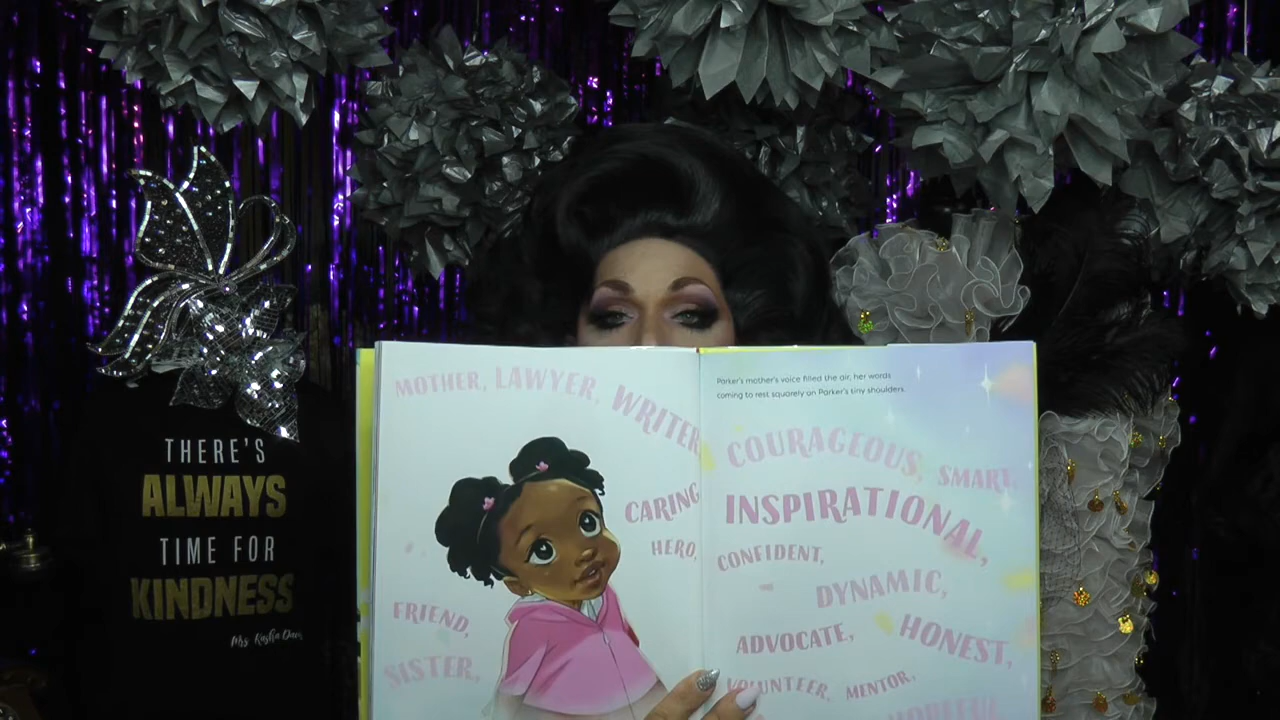 THERE'S
ALWAYS
TIME FOR
KINDNESS
Mrs. Kasha Davis
MOTHER, LAWYER, WRITER,
CARING
HERO,
FRIEND,
SISTER,
Parker's mother's voice filled the air, her words
coming to rest squarely on Parker's tiny shoulders.
COURAGEOUS, SMART,
INSPIRATIONAL,
CONFIDENT,
DYNAMIC,
ADVOCATE, HONEST,
VOLUNTEER, MENTOR,
HOPEFUL